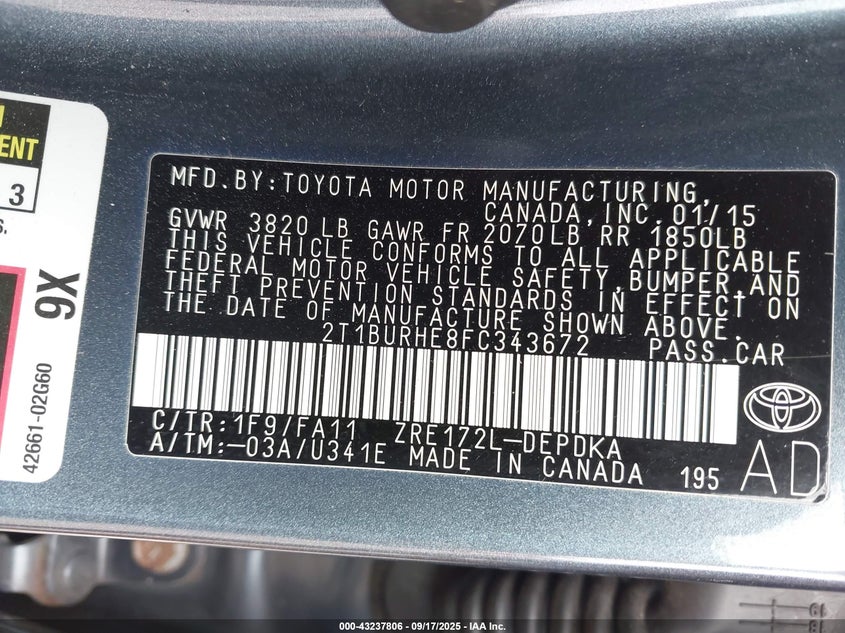 ENT
3
S.
9X
42661-02G60
MFD.BY:TOYOTA MOTOR MANUFACTURING,
CANADA,INC.01/15
GVWR 3820 LB GAWR FR 2070LB RR 1850LB
THIS VEHICLE CONFORMS TO ALL APPLICABLE
FEDERAL MOTOR VEHICLE SAFETY,BUMPER,AND
THEFT PREVENTION STANDARDS IN EFFECT ON
THE DATE OF MANUFACTURE SHOWN ABOVE.
2T1BURHE8FC343672 PASS.CAR
C/TR:1F9/FA11 ZRE172L-DEPDKA
A/TM:-03A/U341E MADE IN CANADA 195
AD
000-43237806 - 09/17/2025 - IAA Inc.